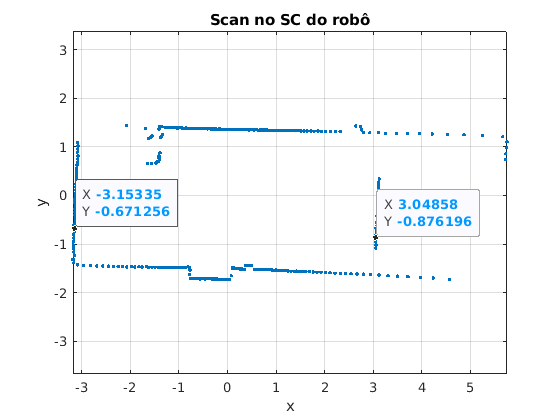 Scan no SC do robô
3
2
1
0
-1
-2
-3
y
X -3.15335
Y -0.671256
X 3.04858
Y -0.876196
-3 -2 -1 0 1 2 3 4 5
x